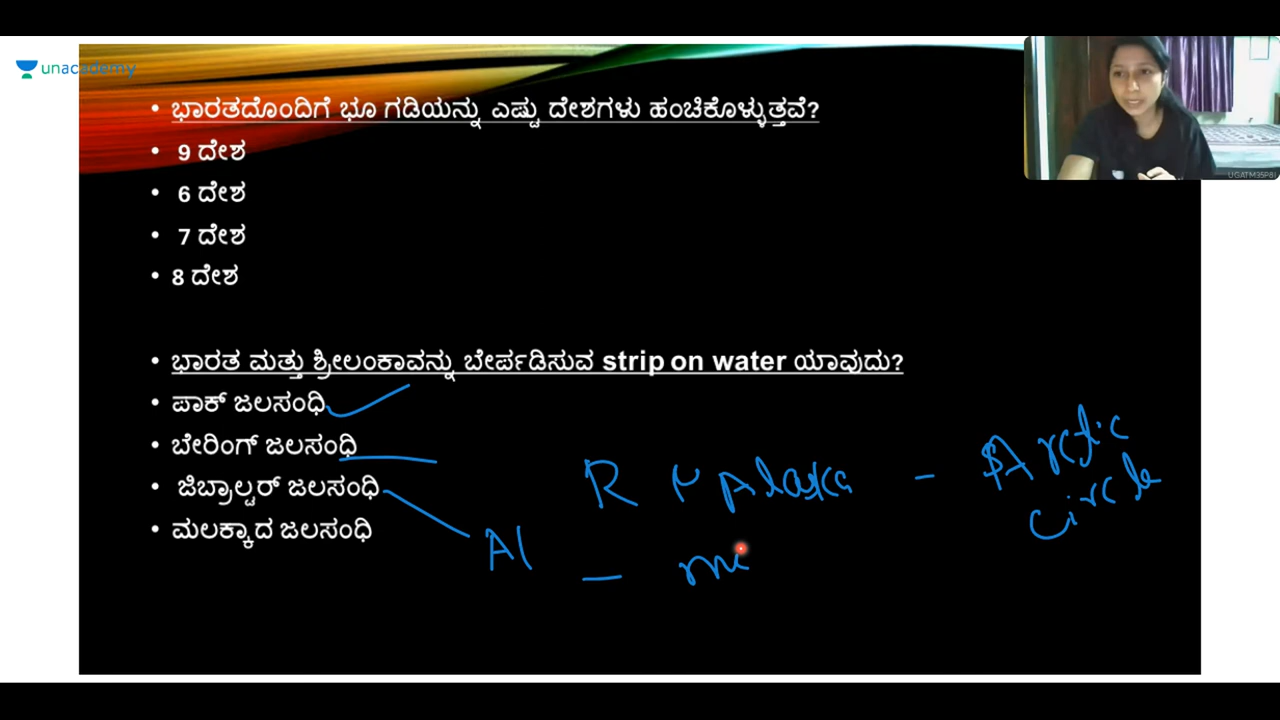 unacademy
• ಭಾರತದೊಂದಿಗೆ ಭೂ ಗಡಿಯನ್ನು ಎಷ್ಟು ದೇಶಗಳು ಹಂಚಿಕೊಳ್ಳುತ್ತವೆ?
• 9 ದೇಶ
• 6 ದೇಶ
• 7 ದೇಶ
• 8 ದೇಶ
• ಭಾರತ ಮತ್ತು ಶ್ರೀಲಂಕಾವನ್ನು ಬೇರ್ಪಡಿಸುವ strip on water ಯಾವುದು?
• ಪಾಕ್ ಜಲಸಂಧಿ
• ಬೇರಿಂಗ್ ಜಲಸಂಧಿ
• ಜಿಬ್ರಾಲ್ಟರ್ ಜಲಸಂಧಿ
• ಮಲಕ್ಕಾದ ಜಲಸಂಧಿ
R Alaska - Arctic
Circle
Al -
UGATM35P8I